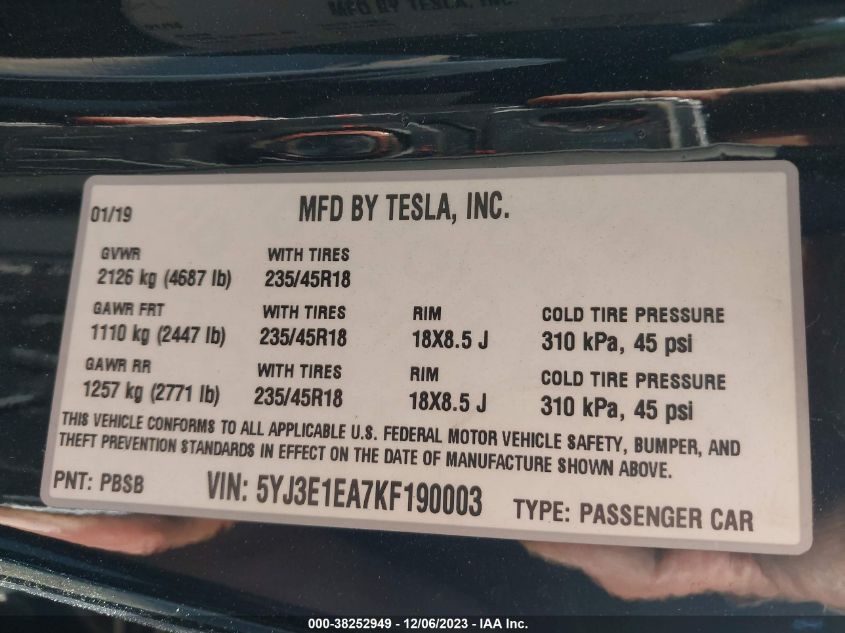 MFD BY TESLA, INC.
01/19 MFD BY TESLA, INC.
GVWR WITH TIRES
2126 kg (4687 lb) 235/45R18
GAWR FRT WITH TIRES RIM COLD TIRE PRESSURE
1110 kg (2447 lb) 235/45R18 18X8.5 J 310 kPa, 45 psi
GAWR RR WITH TIRES RIM COLD TIRE PRESSURE
1257 kg (2771 lb) 235/45R18 18X8.5 J 310 kPa, 45 psi
THIS VEHICLE CONFORMS TO ALL APPLICABLE U.S. FEDERAL MOTOR VEHICLE SAFETY, BUMPER, AND
THEFT PREVENTION STANDARDS IN EFFECT ON THE DATE OF MANUFACTURE SHOWN ABOVE.
PNT: PBSB VIN: 5YJ3E1EA7KF190003 TYPE: PASSENGER CAR
000-38252949 - 12/06/2023 - IAA Inc.